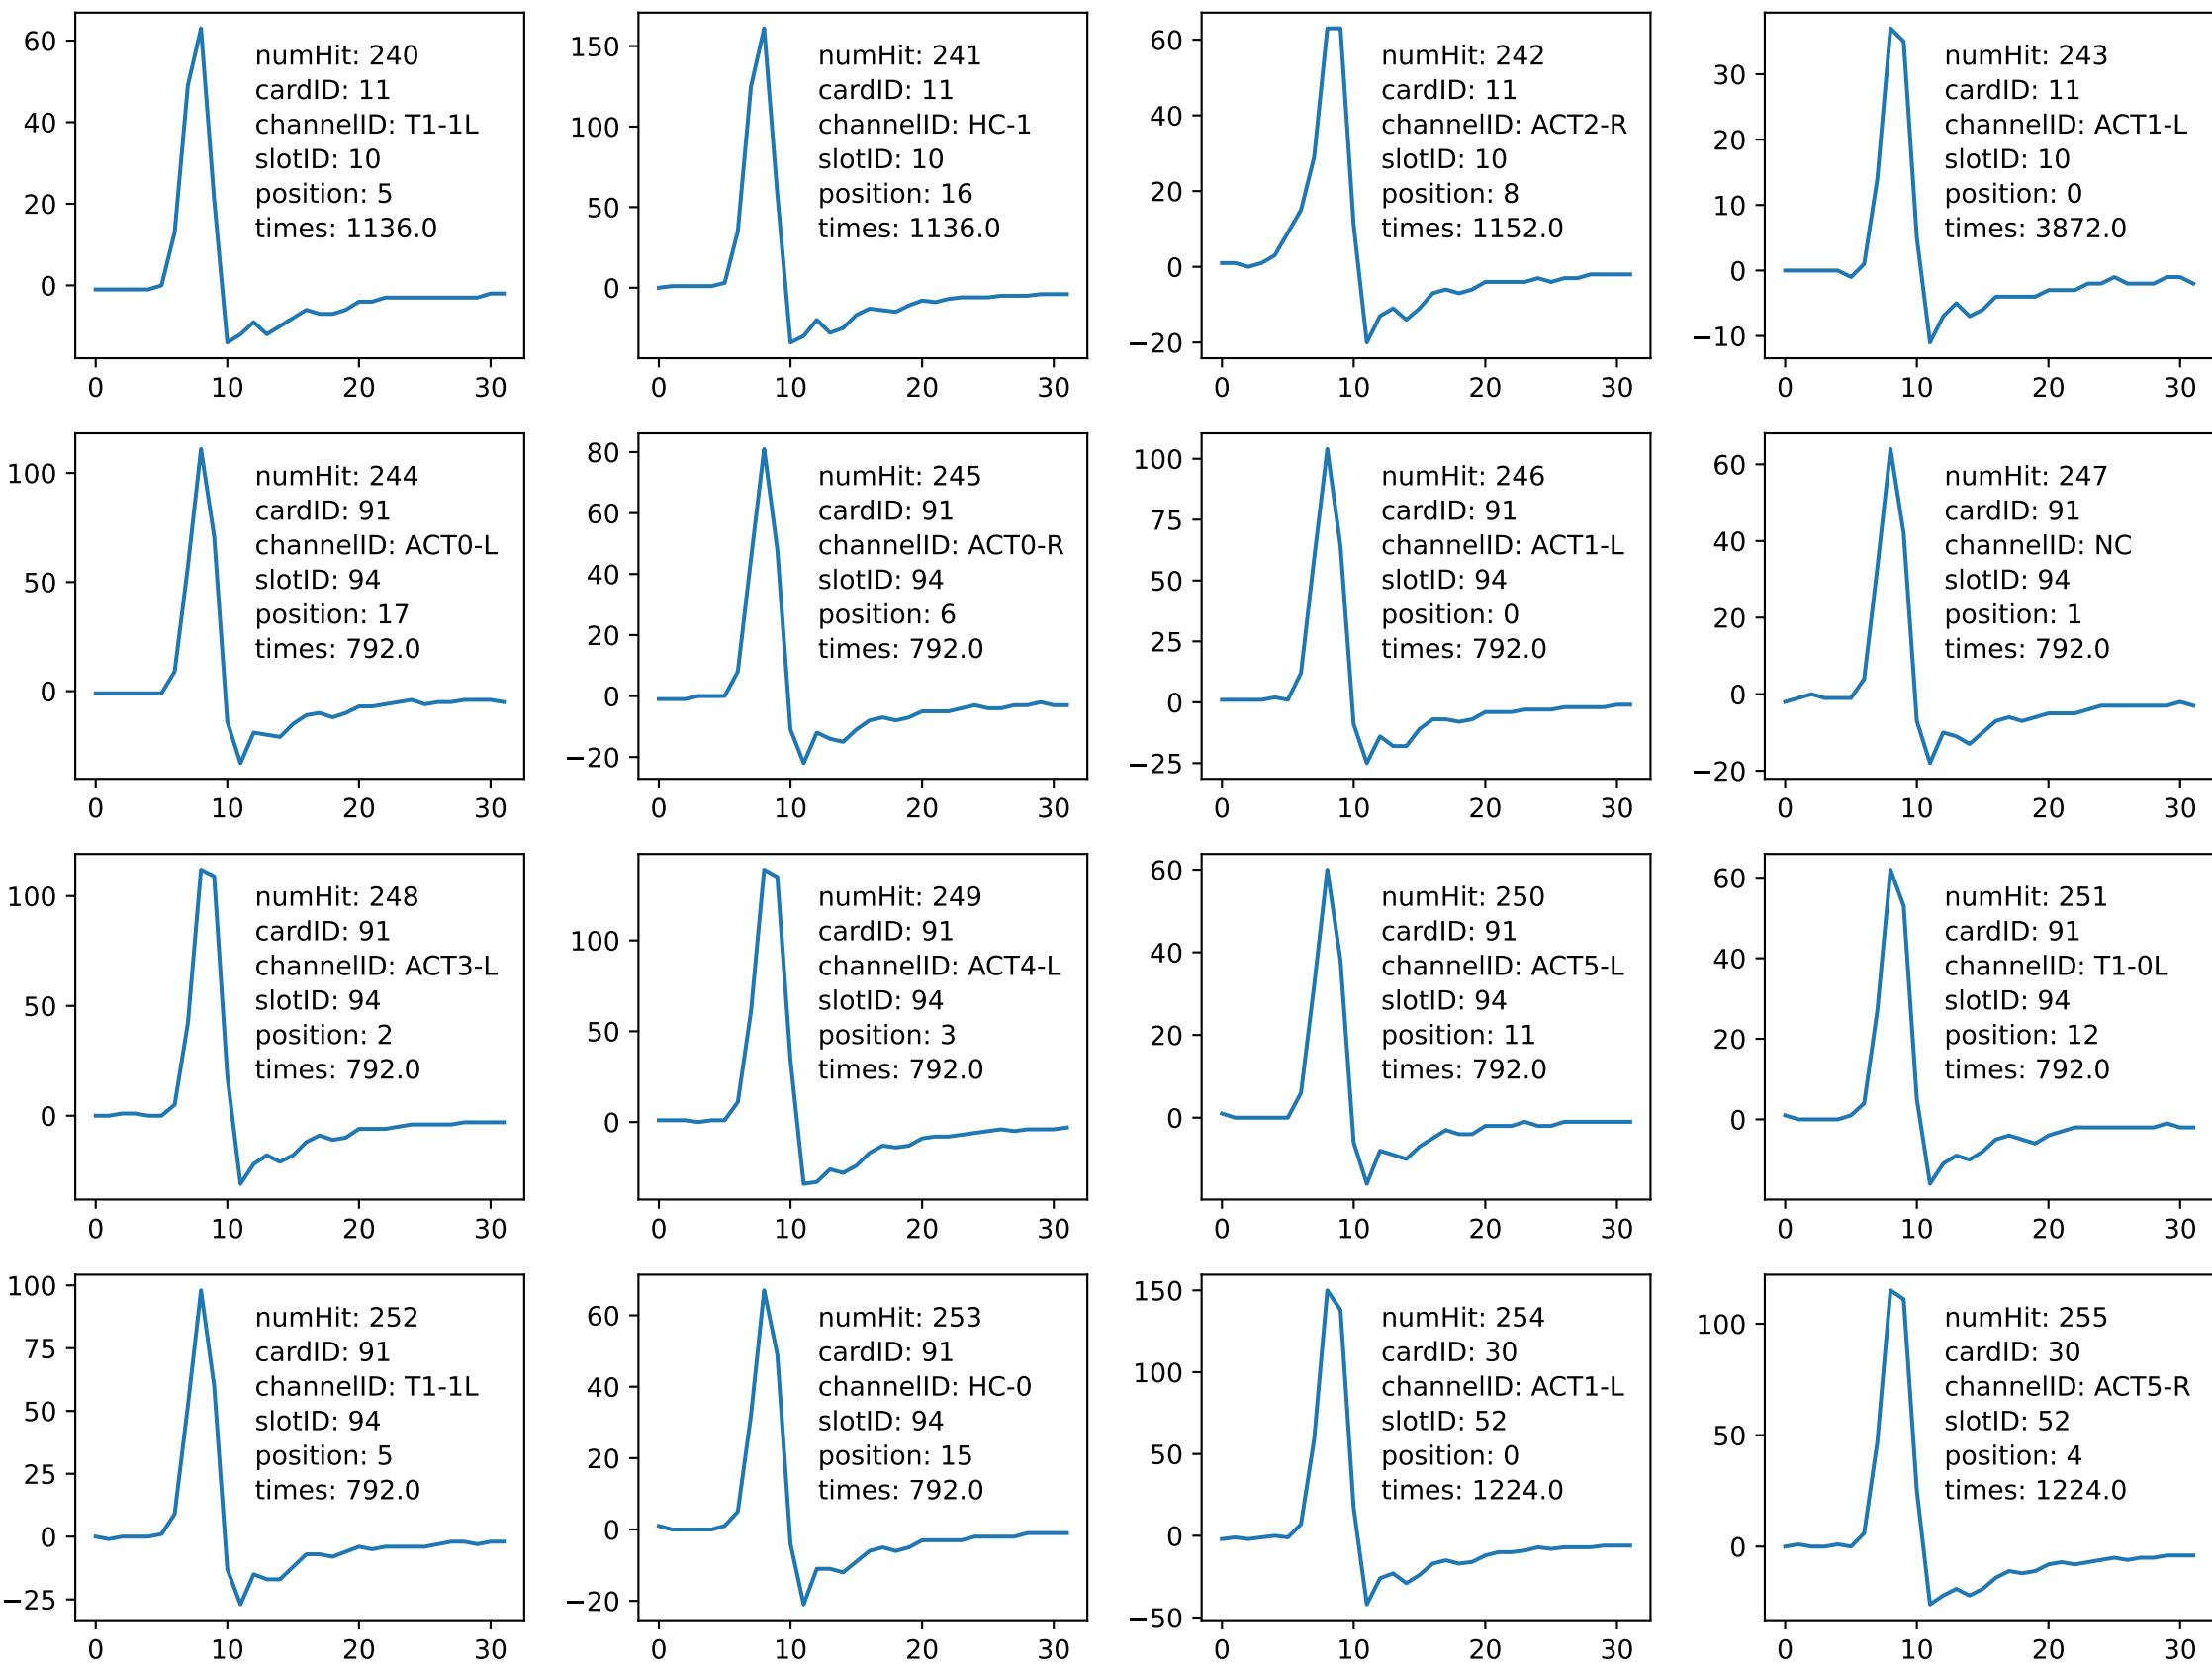 60
40
20
0
0
10
20
30
numHit: 240
cardID: 11
channelID: T1-1L
slotID: 10
position: 5
times: 1136.0
150
100
50
0
0
10
20
30
numHit: 241
cardID: 11
channelID: HC-1
slotID: 10
position: 16
times: 1136.0
60
40
20
0
−20
0
10
20
30
numHit: 242
cardID: 11
channelID: ACT2-R
slotID: 10
position: 8
times: 1152.0
30
20
10
0
−10
0
10
20
30
numHit: 243
cardID: 11
channelID: ACT1-L
slotID: 10
position: 0
times: 3872.0
100
50
0
0
10
20
30
numHit: 244
cardID: 91
channelID: ACT0-L
slotID: 94
position: 17
times: 792.0
80
60
40
20
0
−20
0
10
20
30
numHit: 245
cardID: 91
channelID: ACT0-R
slotID: 94
position: 6
times: 792.0
100
75
50
25
0
−25
0
10
20
30
numHit: 246
cardID: 91
channelID: ACT1-L
slotID: 94
position: 0
times: 792.0
60
40
20
0
−20
0
10
20
30
numHit: 247
cardID: 91
channelID: NC
slotID: 94
position: 1
times: 792.0
100
50
0
0
10
20
30
numHit: 248
cardID: 91
channelID: ACT3-L
slotID: 94
position: 2
times: 792.0
100
50
0
0
10
20
30
numHit: 249
cardID: 91
channelID: ACT4-L
slotID: 94
position: 3
times: 792.0
60
40
20
0
0
10
20
30
numHit: 250
cardID: 91
channelID: ACT5-L
slotID: 94
position: 11
times: 792.0
60
40
20
0
0
10
20
30
numHit: 251
cardID: 91
channelID: T1-0L
slotID: 94
position: 12
times: 792.0
100
75
50
25
0
−25
0
10
20
30
numHit: 252
cardID: 91
channelID: T1-1L
slotID: 94
position: 5
times: 792.0
60
40
20
0
−20
0
10
20
30
numHit: 253
cardID: 91
channelID: HC-0
slotID: 94
position: 15
times: 792.0
150
100
50
0
−50
0
10
20
30
numHit: 254
cardID: 30
channelID: ACT1-L
slotID: 52
position: 0
times: 1224.0
100
50
0
0
10
20
30
numHit: 255
cardID: 30
channelID: ACT5-R
slotID: 52
position: 4
times: 1224.0